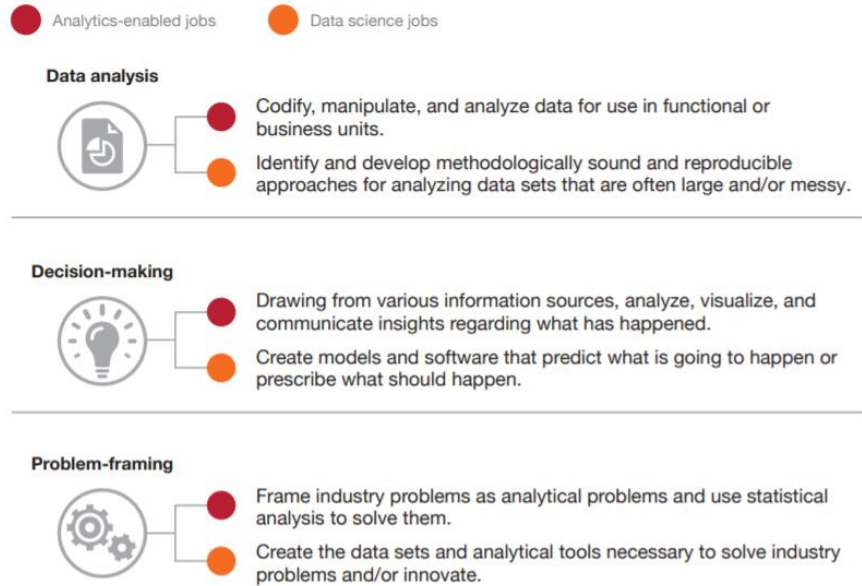 Analytics-enabled jobs
Data science jobs
Data analysis
Codify, manipulate, and analyze data for use in functional or
business units.
Identify and develop methodologically sound and reproducible
approaches for analyzing data sets that are often large and/or messy.
Decision-making
Drawing from various information sources, analyze, visualize, and
communicate insights regarding what has happened.
Create models and software that predict what is going to happen or
prescribe what should happen.
Problem-framing
Frame industry problems as analytical problems and use statistical
analysis to solve them.
Create the data sets and analytical tools necessary to solve industry
problems and/or innovate.